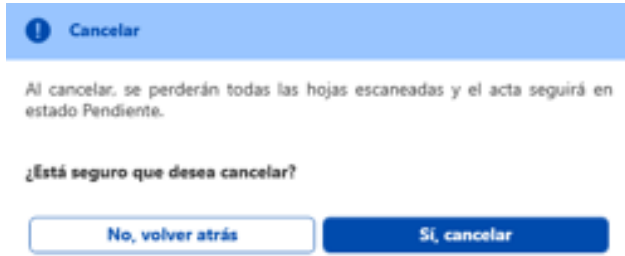 Cancelar
Al cancelar, se perderán todas las hojas escaneadas y el acta seguirá en
estado Pendiente.
¿Está seguro que desea cancelar?
No, volver atrás
Sí, cancelar